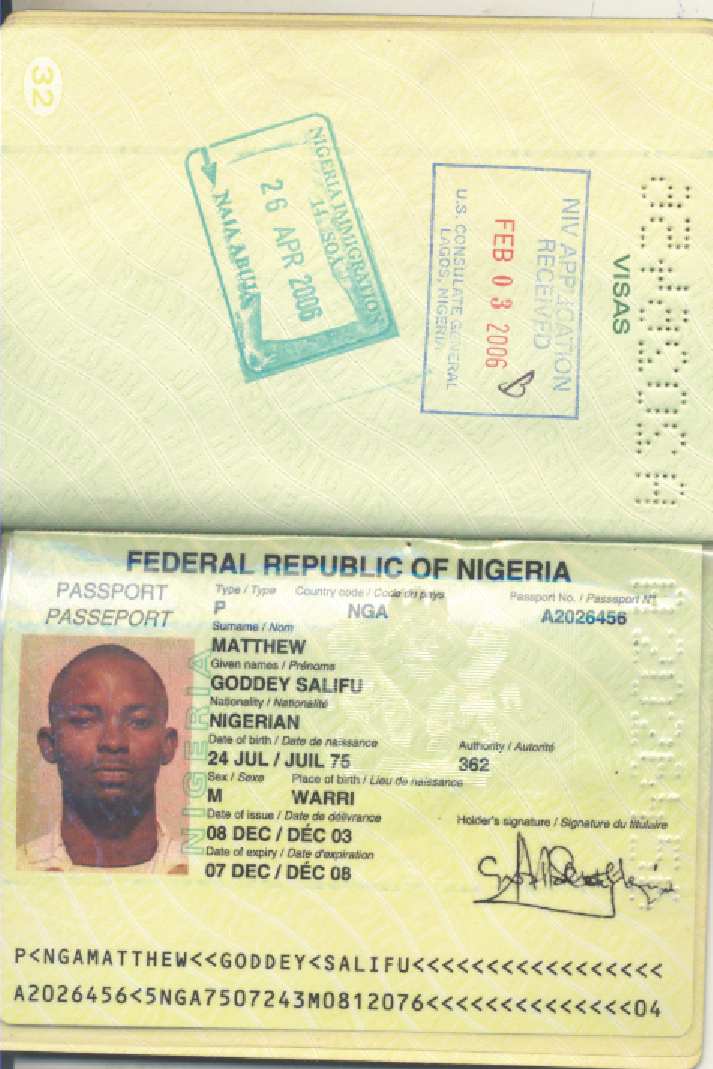 32
NIGERIA IMMIGRATION
26 APR 2006
NAIA ABUJA
NIV APPLICATION
RECEIVED
FEB 03 2006
U.S. CONSULATE GENERAL
LAGOS, NIGERIA
VISAS
FEDERAL REPUBLIC OF NIGERIA
PASSPORT
PASSEPORT
Type / Type Country code / Code du pays Passport No. / Passeport N°
P NGA A2026456
Surname / Nom
MATTHEW
Given names / Prénoms
GODDEY SALIFU
Nationality / Nationalité
NIGERIAN
Date of birth / Date de naissance Authority / Autorité
24 JUL / JUIL 75 362
Sex / Sexe Place of birth / Lieu de naissance
M WARRI
Date of issue / Date de délivrance Holder's signature / Signature du titulaire
08 DEC / DÉC 03
Date of expiry / Date d'expiration
07 DEC / DÉC 08
NIGERIA
P<NGAMATTHEW<<GODDEY<SALIFU<<<<<<<<<<<<<<<<<
A2026456<5NGA7507243M0812076<<<<<<<<<<<<<<04